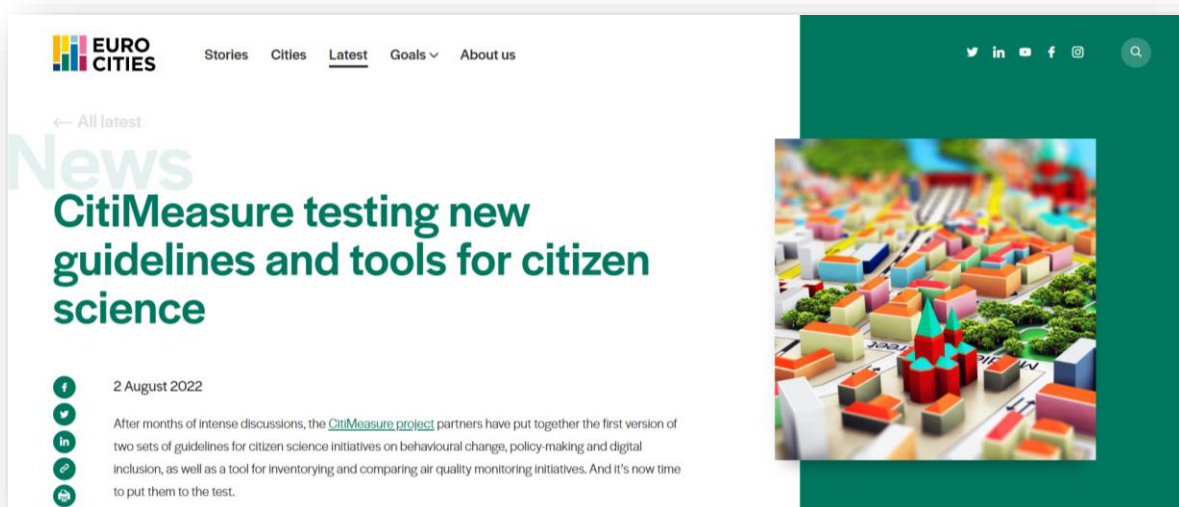 EURO
CITIES
Stories Cities Latest Goals About us
← All latest
News
CitiMeasure testing new
guidelines and tools for citizen
science
2 August 2022
After months of intense discussions, the CitiMeasure project partners have put together the first version of
two sets of guidelines for citizen science initiatives on behavioural change, policy-making and digital
inclusion, as well as a tool for inventorying and comparing air quality monitoring initiatives. And it's now time
to put them to the test.